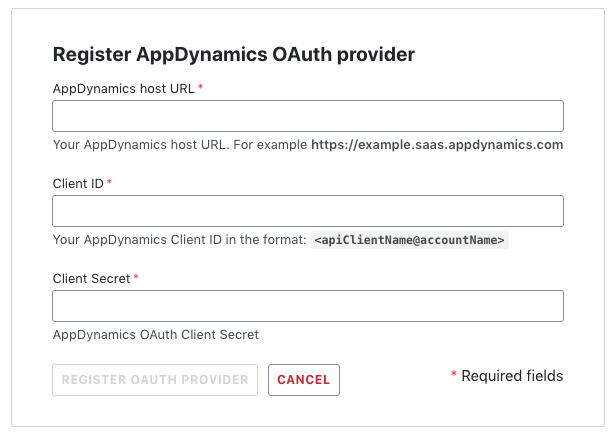 Register AppDynamics OAuth provider
AppDynamics host URL *
Your AppDynamics host URL. For example https://example.saas.appdynamics.com
Client ID *
Your AppDynamics Client ID in the format: <apiClientName@accountName>
Client Secret *
AppDynamics OAuth Client Secret
REGISTER OAUTH PROVIDER CANCEL * Required fields